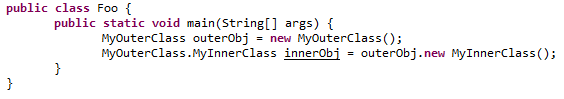 public class Foo {
public static void main(String[] args) {
MyOuterClass outerObj = new MyOuterClass();
MyOuterClass.MyInnerClass innerObj = outerObj.new MyInnerClass();
}
}